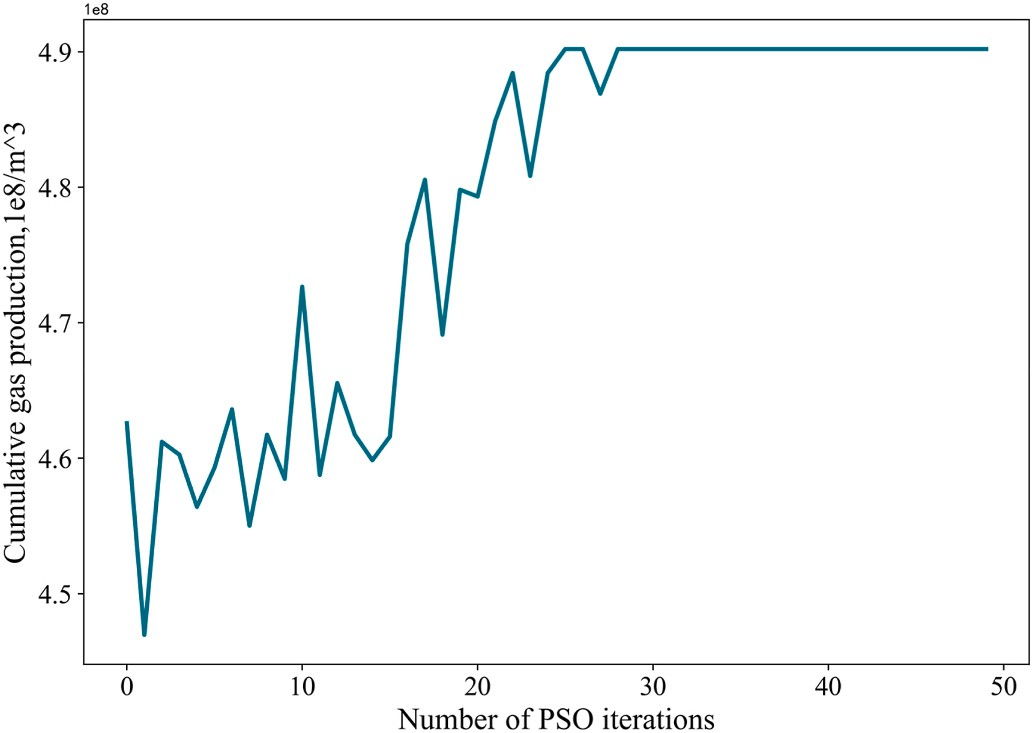 1e8
Cumulative gas production,1e8/m^3
4.9
4.8
4.7
4.6
4.5
0 10 20 30 40 50
Number of PSO iterations